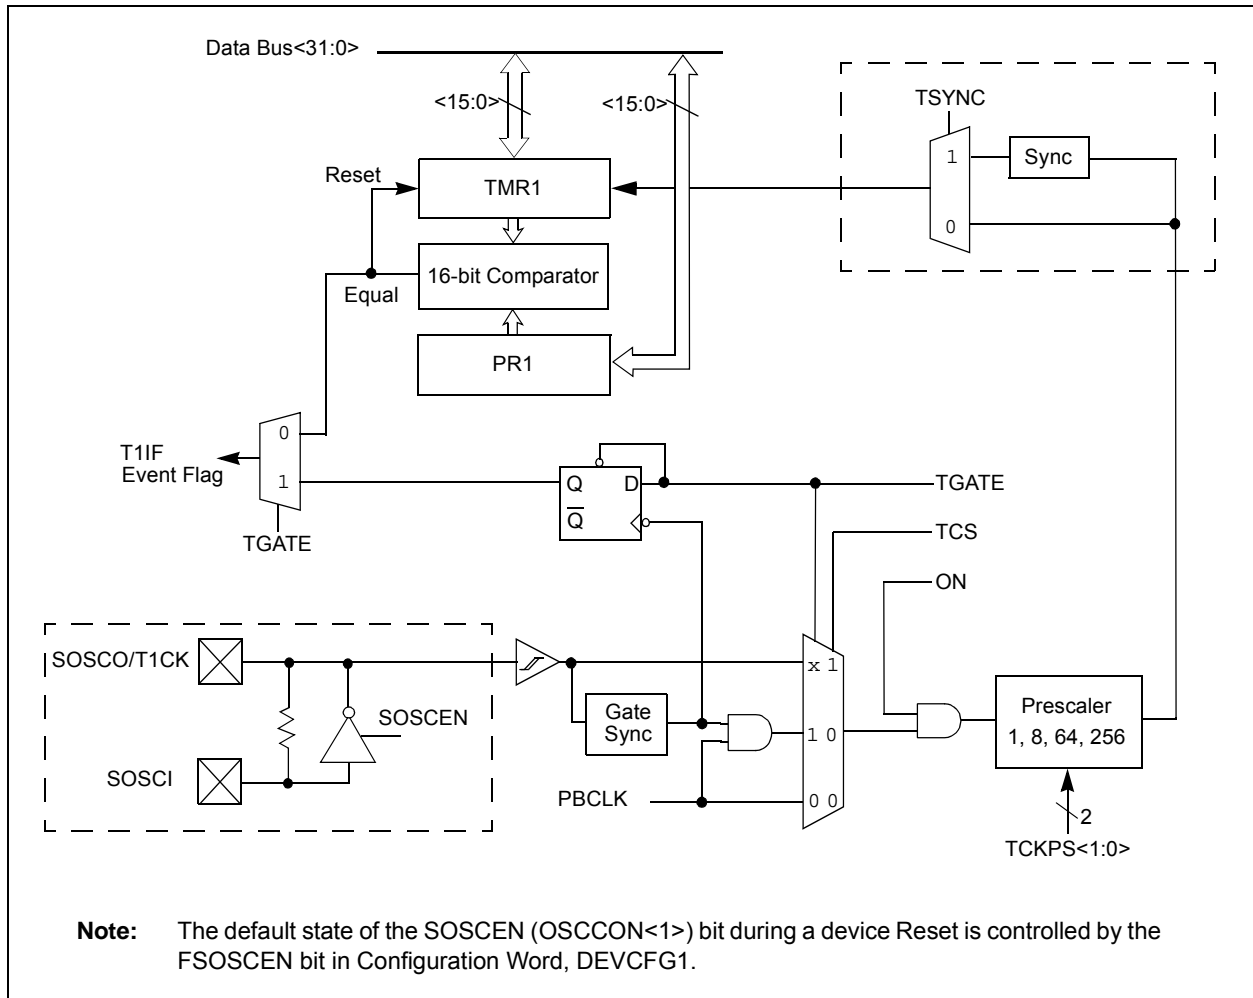 Data Bus<31:0>
<15:0>
<15:0>
TSYNC
1
Sync
Reset
TMR1
0
16-bit Comparator
Equal
PR1
0
T1IF
Event Flag
1
Q
D
TGATE
Q
TGATE
TCS
ON
SOSCO/T1CK
x 1
SOSCEN
Gate
Sync
Prescaler
1, 8, 64, 256
1 0
SOSCI
PBCLK
0 0
2
TCKPS<1:0>
Note: The default state of the SOSCEN (OSCCON<1>) bit during a device Reset is controlled by the
FSOSCEN bit in Configuration Word, DEVCFG1.